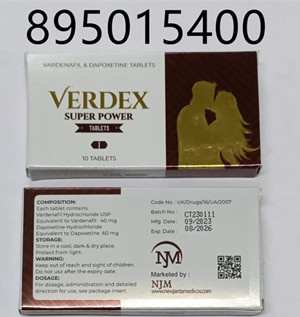 895015400
VARDENAFIL & DAPOXETINE TABLETS
VERDEX
SUPER POWER
TABLETS
10 TABLETS
COMPOSITION:
Each tablet contains:
Vardenafil Hydrochloride USP
Equivalent to Vardenafil 40 mg
Dapoxetine Hydrochloride
Equivalent to Dapoxetine 60 mg
STORAGE:
Store in a cool, dark & dry place.
Protect from light.
WARNING:
Keep out of reach and sight of children.
Do not use after the expiry date.
DOSAGE:
For dosage, administration and detailed
direction for use, see package insert.
Code No : UK/Drugs/16/UA/2007
Batch No : CT230111
Mfg. Date : 09/2023
Exp. Date : 08/2026
NJM
Marketed by :
NJM